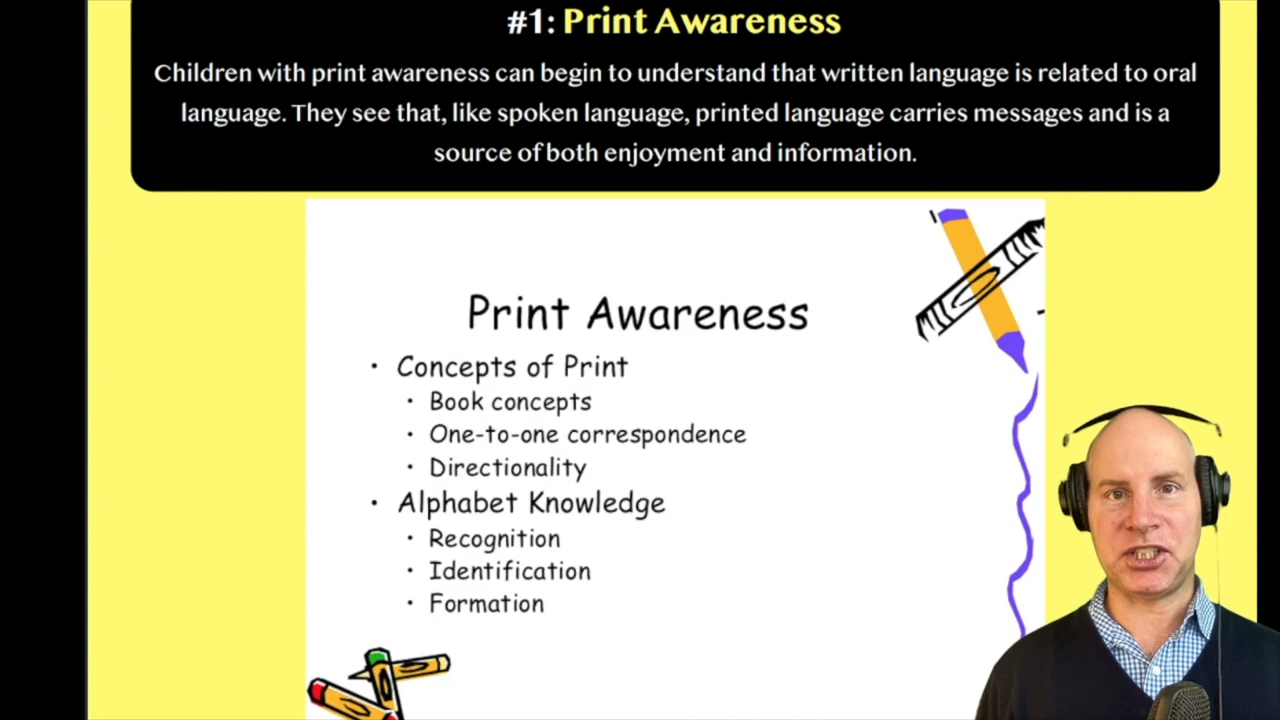 #1: Print Awareness
Children with print awareness can begin to understand that written language is related to oral
language. They see that, like spoken language, printed language carries messages and is a
source of both enjoyment and information.
Print Awareness
• Concepts of Print
• Book concepts
• One-to-one correspondence
• Directionality
• Alphabet Knowledge
• Recognition
• Identification
• Formation